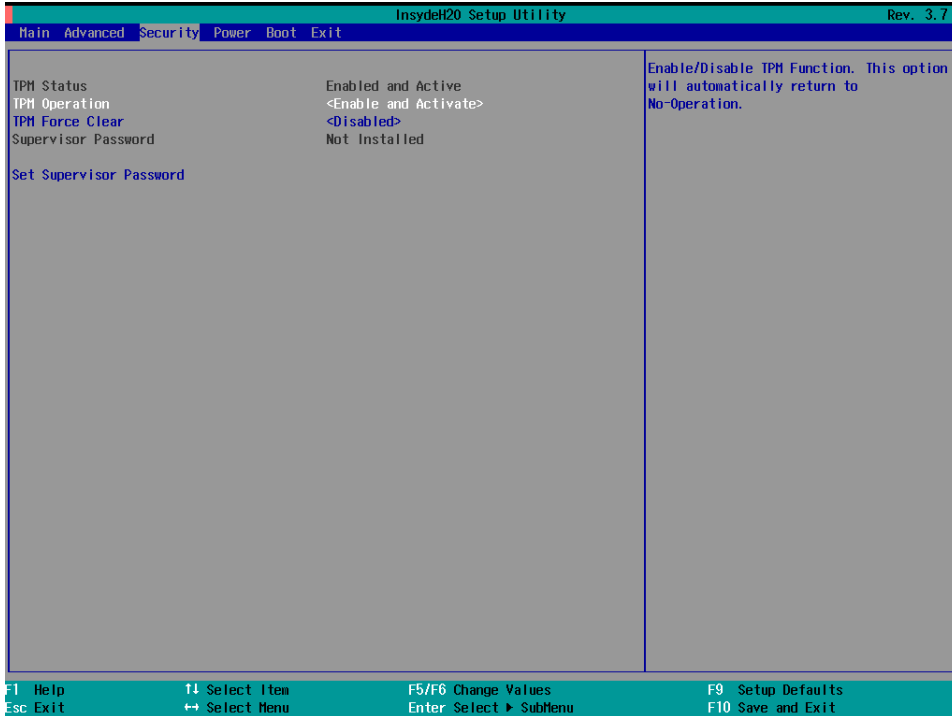 InsydeH20 Setup Utility Rev. 3.7
Main Advanced Security Power Boot Exit
TPM Status Enabled and Active
TPM Operation <Enable and Activate>
TPM Force Clear <Disabled>
Supervisor Password Not Installed
Set Supervisor Password
Enable/Disable TPM Function. This option
will automatically return to
No-Operation.
F1 Help ↑↓ Select Item F5/F6 Change Values F9 Setup Defaults
Esc Exit ↔ Select Menu Enter Select ▶ SubMenu F10 Save and Exit